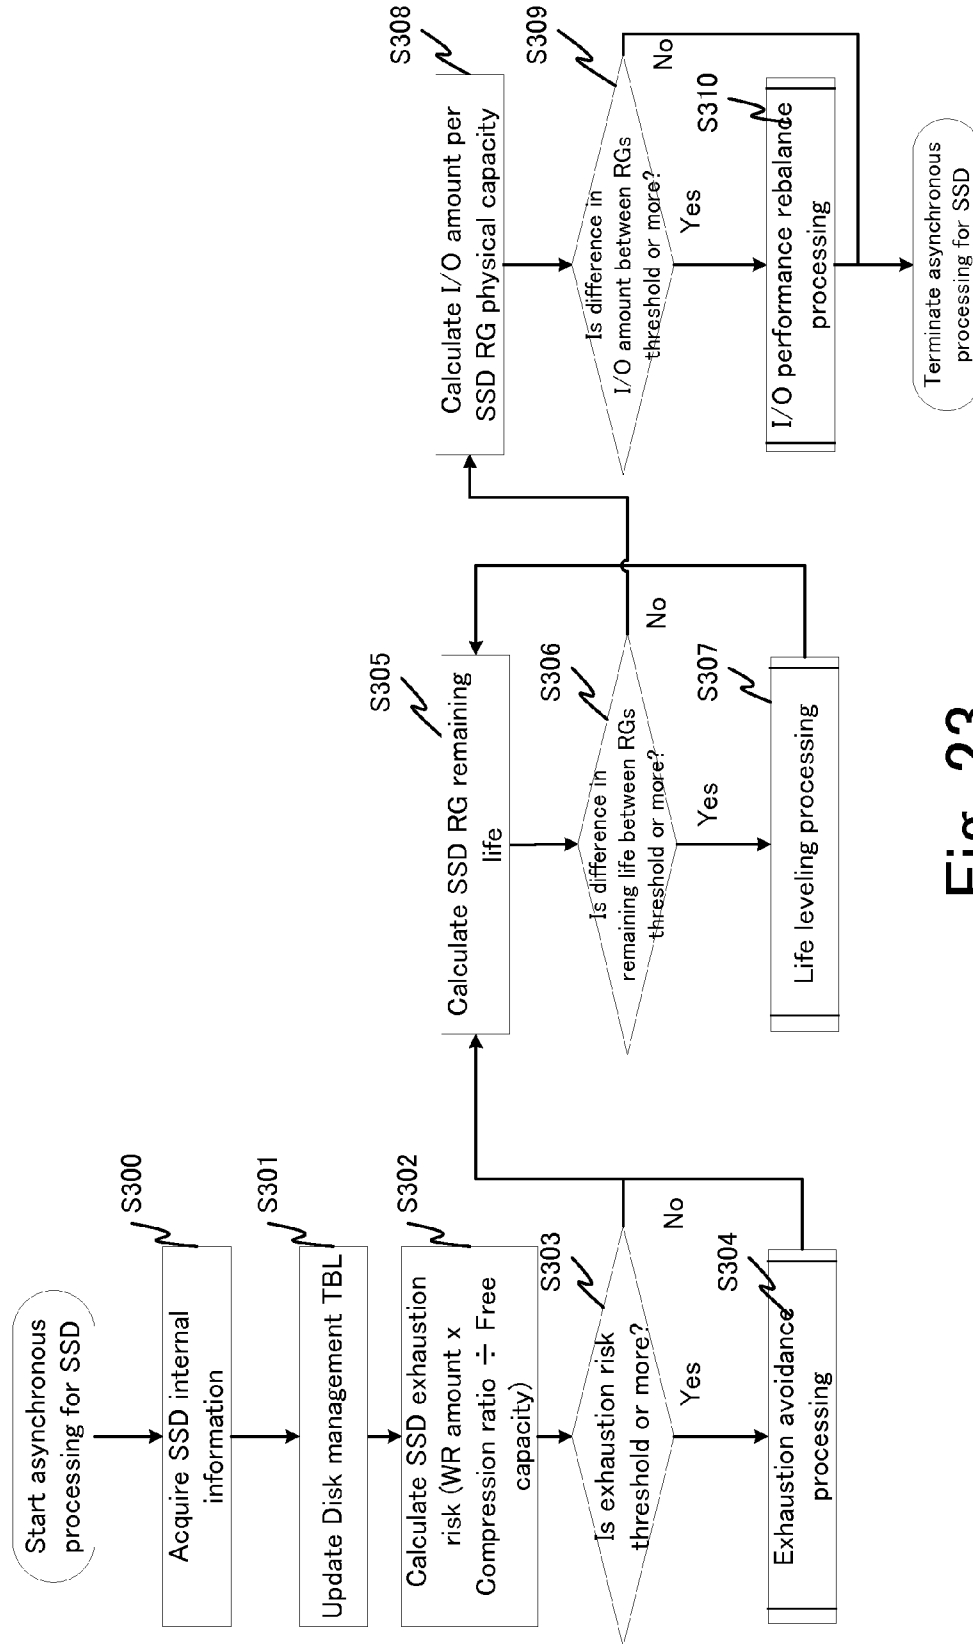 Start asynchronous
processing for SSD
S300
Acquire SSD internal
information
S301
Update Disk management TBL
S302
Calculate SSD exhaustion
risk (WR amount x
Compression ratio ÷ Free
capacity)
S303
Is exhaustion risk
threshold or more?
No
Yes
S304
Exhaustion avoidance
processing
S305
Calculate SSD RG remaining
life
S306
Is difference in
remaining life between RGs
threshold or more?
No
Yes
S307
Life leveling processing
S308
Calculate I/O amount per
SSD RG physical capacity
S309
Is difference in
I/O amount between RGs
threshold or more?
No
Yes
S310
I/O performance rebalance
processing
Terminate asynchronous
processing for SSD
Fig. 23